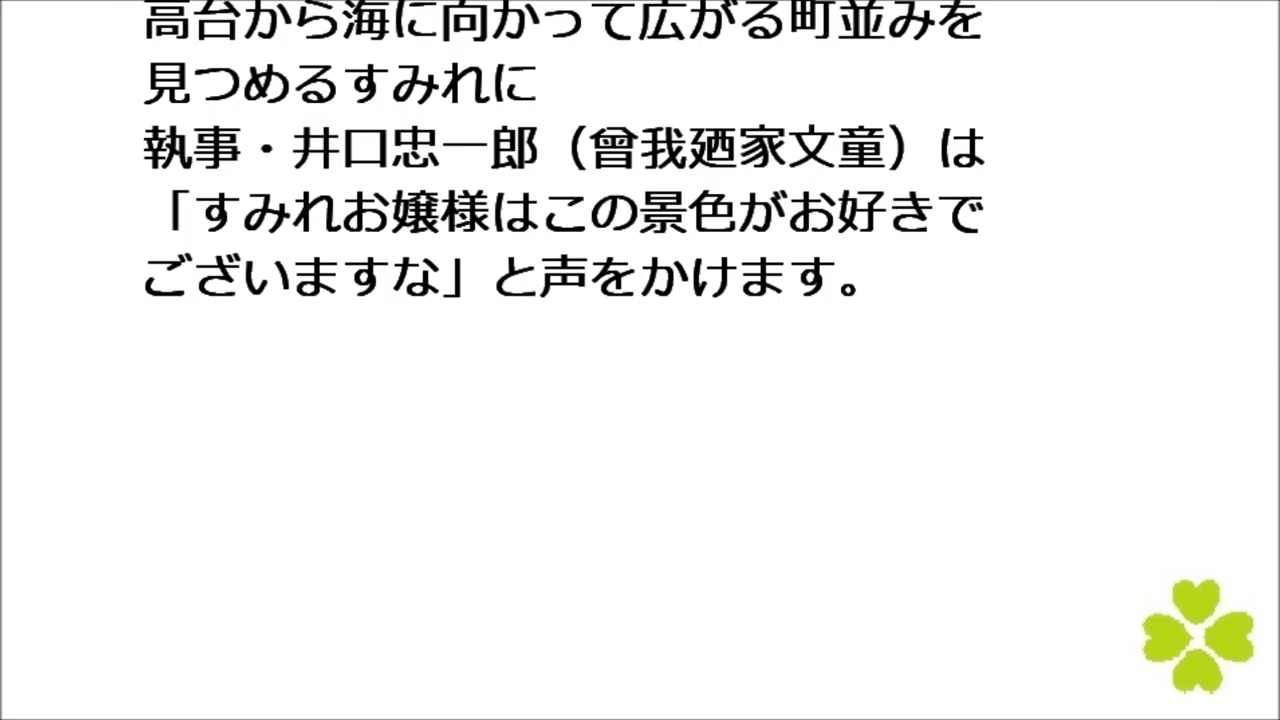 高台から海に向かって広がる町並みを
見つめるすみれに
執事・井口忠一郎（曾我廼家文童）は
「すみれお嬢様はこの景色がお好きで
ございますな」と声をかけます。